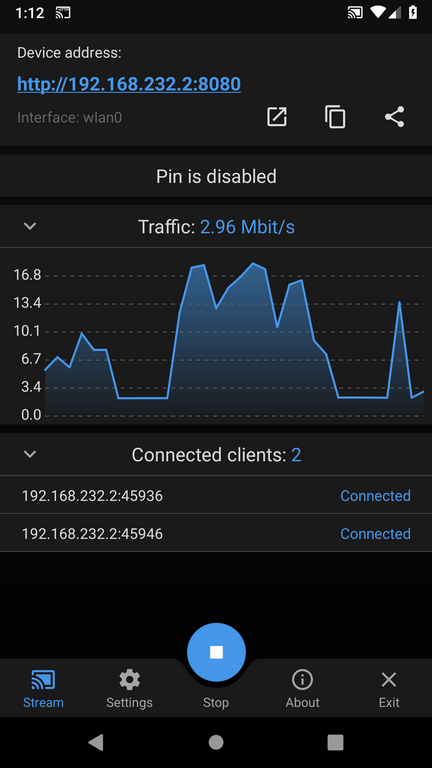 1:12
Device address:
http://192.168.232.2:8080
Interface: wlan0
Pin is disabled
Traffic: 2.96 Mbit/s
16.8
13.4
10.1
6.7
3.4
0.0
Connected clients: 2
192.168.232.2:45936 Connected
192.168.232.2:45946 Connected
Stream Settings Stop About Exit